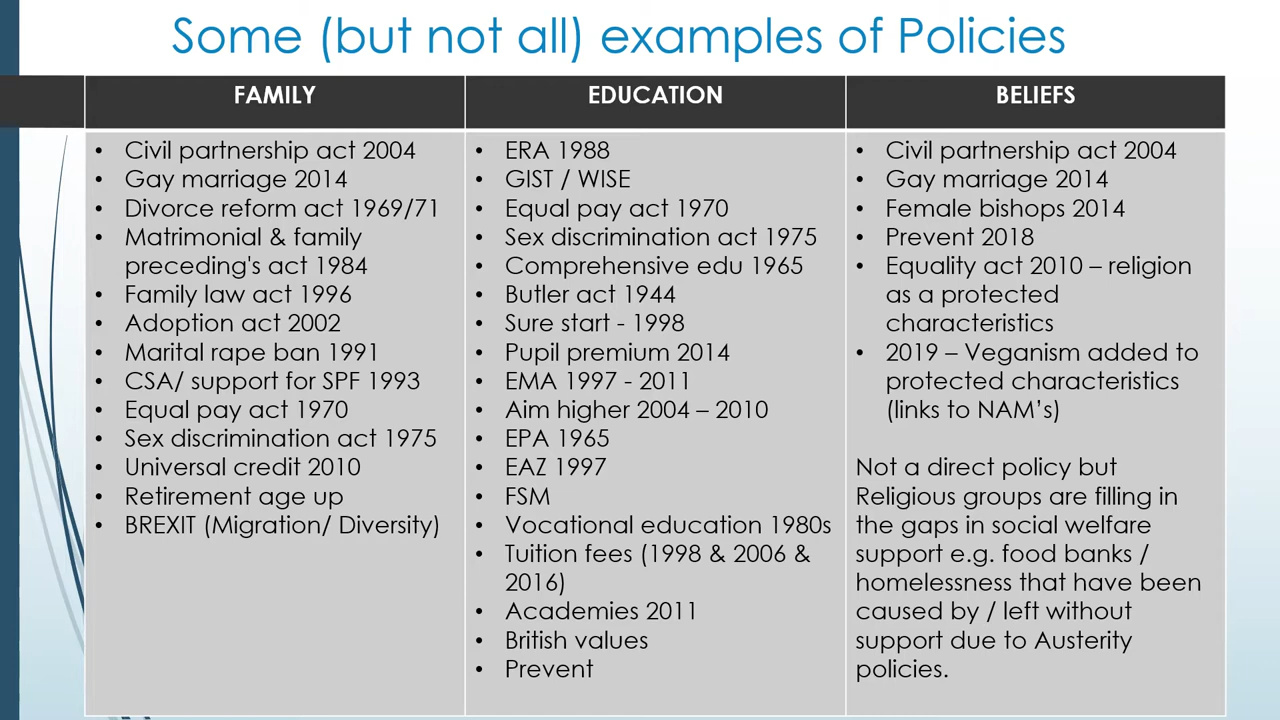 Some (but not all) examples of Policies
FAMILY
• Civil partnership act 2004
• Gay marriage 2014
• Divorce reform act 1969/71
• Matrimonial & family
preceding's act 1984
• Family law act 1996
• Adoption act 2002
• Marital rape ban 1991
• CSA/ support for SPF 1993
• Equal pay act 1970
• Sex discrimination act 1975
• Universal credit 2010
• Retirement age up
• BREXIT (Migration/ Diversity)
EDUCATION
• ERA 1988
• GIST / WISE
• Equal pay act 1970
• Sex discrimination act 1975
• Comprehensive edu 1965
• Butler act 1944
• Sure start - 1998
• Pupil premium 2014
• EMA 1997 - 2011
• Aim higher 2004 – 2010
• EPA 1965
• EAZ 1997
• FSM
• Vocational education 1980s
• Tuition fees (1998 & 2006 &
2016)
• Academies 2011
• British values
• Prevent
BELIEFS
• Civil partnership act 2004
• Gay marriage 2014
• Female bishops 2014
• Prevent 2018
• Equality act 2010 – religion
as a protected
characteristics
• 2019 – Veganism added to
protected characteristics
(links to NAM's)
Not a direct policy but
Religious groups are filling in
the gaps in social welfare
support e.g. food banks /
homelessness that have been
caused by / left without
support due to Austerity
policies.